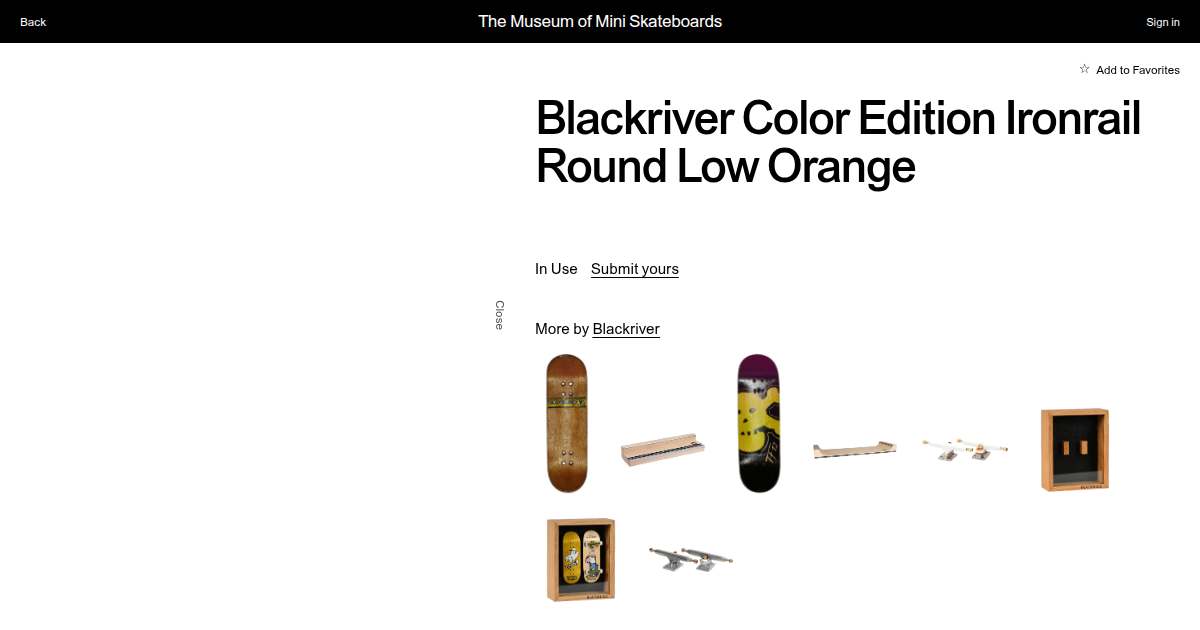 Back
The Museum of Mini Skateboards
Sign in
☆ Add to Favorites
Blackriver Color Edition Ironrail
Round Low Orange
In Use Submit yours
Close
More by Blackriver